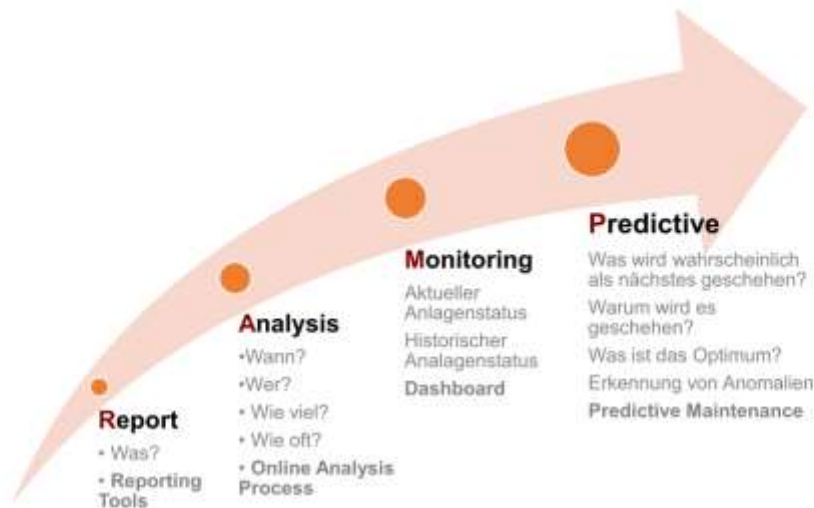 Report
• Was?
• Reporting
Tools
Analysis
•Wann?
•Wer?
• Wie viel?
• Wie oft?
• Online Analysis
Process
Monitoring
Aktueller
Anlagenstatus
Historischer
Analagenstatus
Dashboard
Predictive
Was wird wahrscheinlich
als nächstes geschehen?
Warum wird es
geschehen?
Was ist das Optimum?
Erkennung von Anomalien
Predictive Maintenance